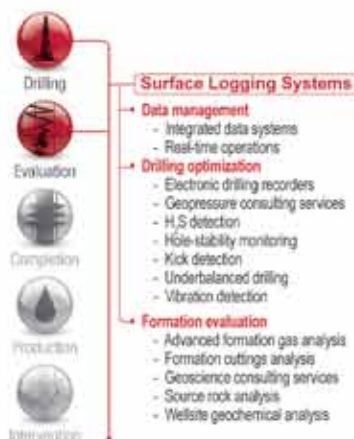 Drilling
Evaluation
Completion
Production
Intervention
Surface Logging Systems
Data management
- Integrated data systems
- Real-time operations
Drilling optimization
- Electronic drilling recorders
- Geopressure consulting services
- H₂S detection
- Hole-stability monitoring
- Kick detection
- Underbalanced drilling
- Vibration detection
Formation evaluation
- Advanced formation gas analysis
- Formation cuttings analysis
- Geoscience consulting services
- Source rock analysis
- Wellsite geochemical analysis